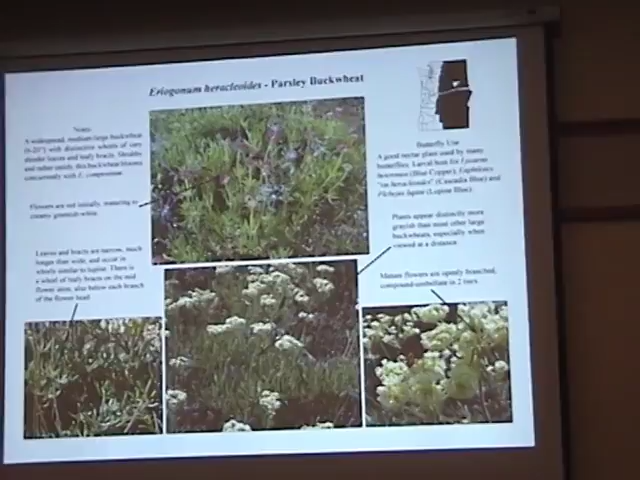 Eriogonum heracleoides - Parsley Buckwheat
Notes:
A widespread, medium-large buckwheat
with distinctive whorls of very
slender leaves and leafy bracts. Shrubby
and rather sturdy, this buckwheat blooms
concurrently with E. compositum.
Flowers are red initially, maturing to
creamy greenish-white.
Leaves and bracts are narrow, much
longer than wide, and occur in
whorls similar to lupine. There is
a whorl of leafy bracts on the mid
flower stem, also below each branch
of the flower head.
Butterfly Use
A good nectar plant used by many
butterflies. Larval host for Lycaena
heteronea (Blue Copper), Euphilotes
"on heracleoides" (Cascadia Blue) and
Plebejus lupini (Lupine Blue).
Plants appear distinctly more
grayish than most other large
buckwheats, especially when
viewed at a distance.
Mature flowers are openly branched,
compound-umbellate in 2 tiers.